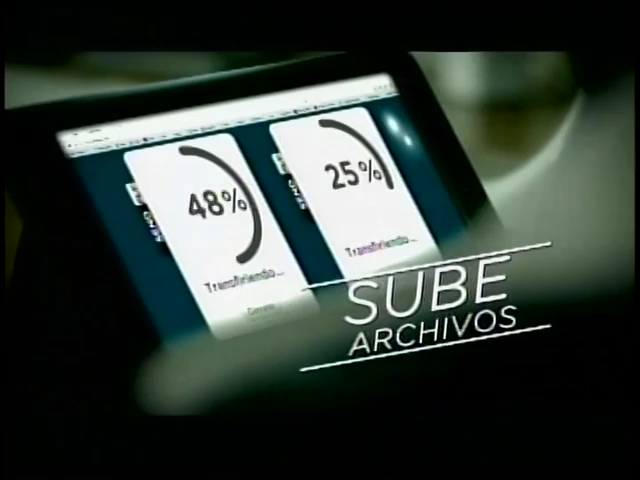 48%
Transfiriendo...
25%
Transfiriendo...
SUBE
ARCHIVOS